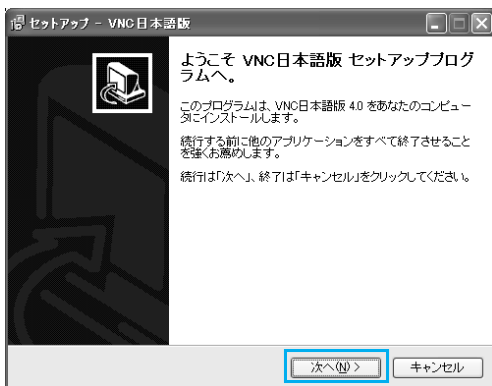 セットアップ - VNC日本語版
ようこそ VNC日本語版 セットアッププログ
ラムへ。
このプログラムは、VNC日本語版 4.0 をあなたのコンピュー
タにインストールします。
続行する前に他のアプリケーションをすべて終了させること
を強くお薦めします。
続行は「次へ」、終了は「キャンセル」をクリックしてください。
次へ(N) >
キャンセル